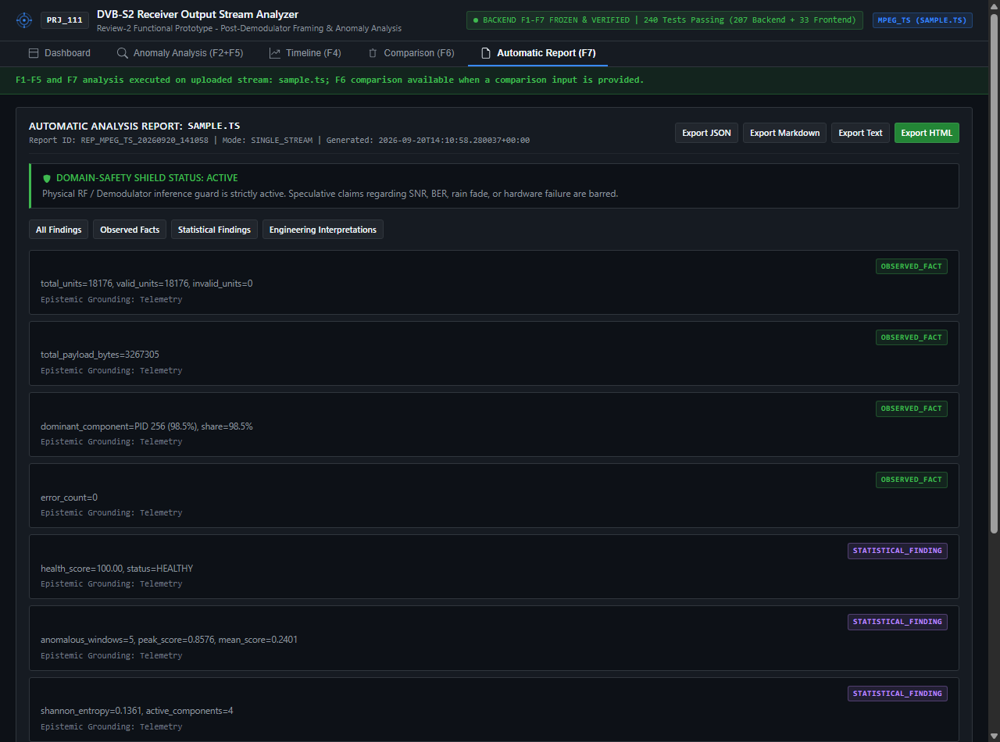 PRJ_111
DVB-S2 Receiver Output Stream Analyzer
Review-2 Functional Prototype - Post-Demodulator Framing & Anomaly Analysis
BACKEND F1-F7 FROZEN & VERIFIED | 240 Tests Passing (207 Backend + 33 Frontend)
MPEG_TS (SAMPLE.TS)
Dashboard
Anomaly Analysis (F2+F5)
Timeline (F4)
Comparison (F6)
Automatic Report (F7)
F1-F5 and F7 analysis executed on uploaded stream: sample.ts; F6 comparison available when a comparison input is provided.
AUTOMATIC ANALYSIS REPORT: SAMPLE.TS
Report ID: REP_MPEG_TS_20260920_141058 | Mode: SINGLE_STREAM | Generated: 2026-09-20T14:10:58.280037+00:00
Export JSON
Export Markdown
Export Text
Export HTML
DOMAIN-SAFETY SHIELD STATUS: ACTIVE
Physical RF / Demodulator inference guard is strictly active. Speculative claims regarding SNR, BER, rain fade, or hardware failure are barred.
All Findings
Observed Facts
Statistical Findings
Engineering Interpretations
OBSERVED_FACT
total_units=18176, valid_units=18176, invalid_units=0
Epistemic Grounding: Telemetry
OBSERVED_FACT
total_payload_bytes=3267305
Epistemic Grounding: Telemetry
OBSERVED_FACT
dominant_component=PID 256 (98.5%), share=98.5%
Epistemic Grounding: Telemetry
OBSERVED_FACT
error_count=0
Epistemic Grounding: Telemetry
STATISTICAL_FINDING
health_score=100.00, status=HEALTHY
Epistemic Grounding: Telemetry
STATISTICAL_FINDING
anomalous_windows=5, peak_score=0.8576, mean_score=0.2401
Epistemic Grounding: Telemetry
STATISTICAL_FINDING
shannon_entropy=0.1361, active_components=4
Epistemic Grounding: Telemetry